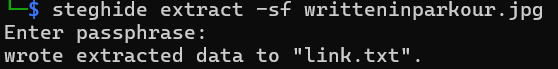 └─$ steghide extract -sf writteninparkour.jpg
Enter passphrase:
wrote extracted data to "link.txt".